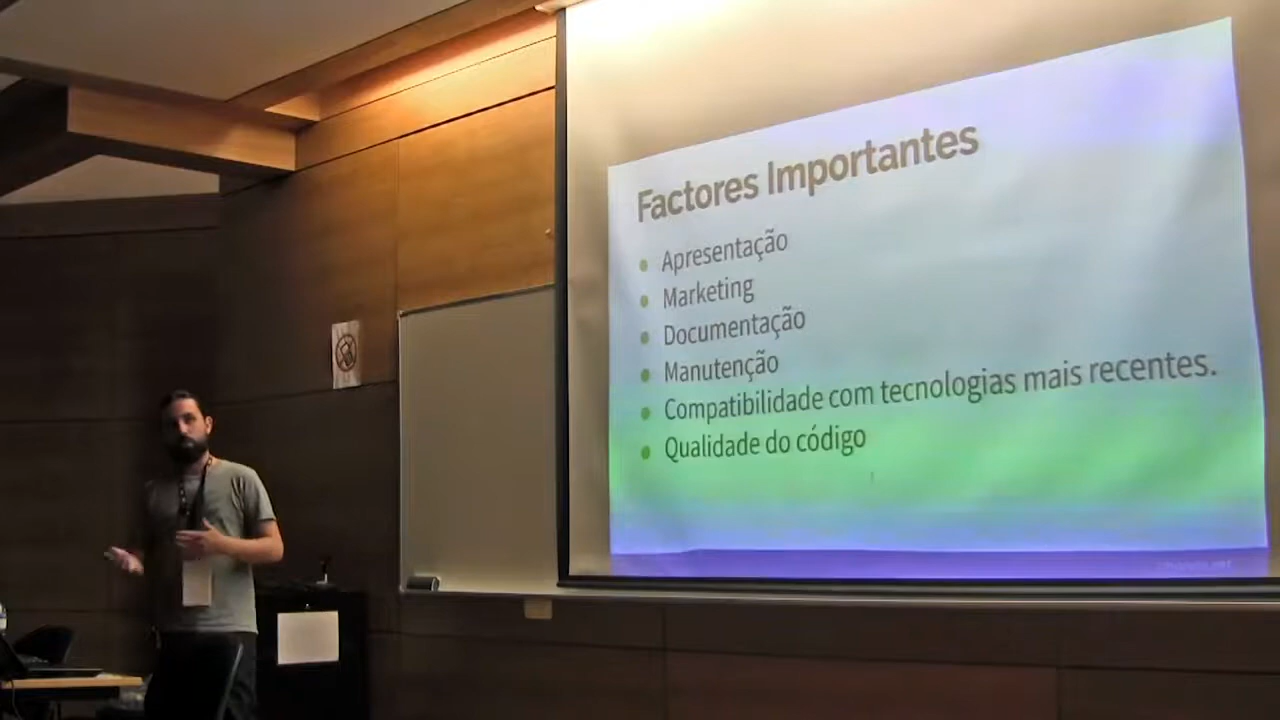 Factores Importantes
Apresentação
Marketing
Documentação
Manutenção
Compatibilidade com tecnologias mais recentes.
Qualidade do código